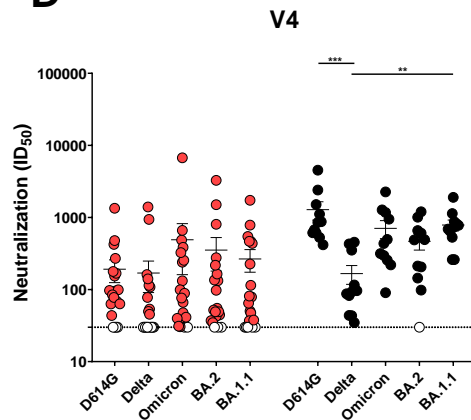 D
V4
*** 
**
100000
10000
1000
100
10
Neutralization (ID50)
D614G
Delta
Omicron
BA.2
BA.1.1
D614G
Delta
Omicron
BA.2
BA.1.1